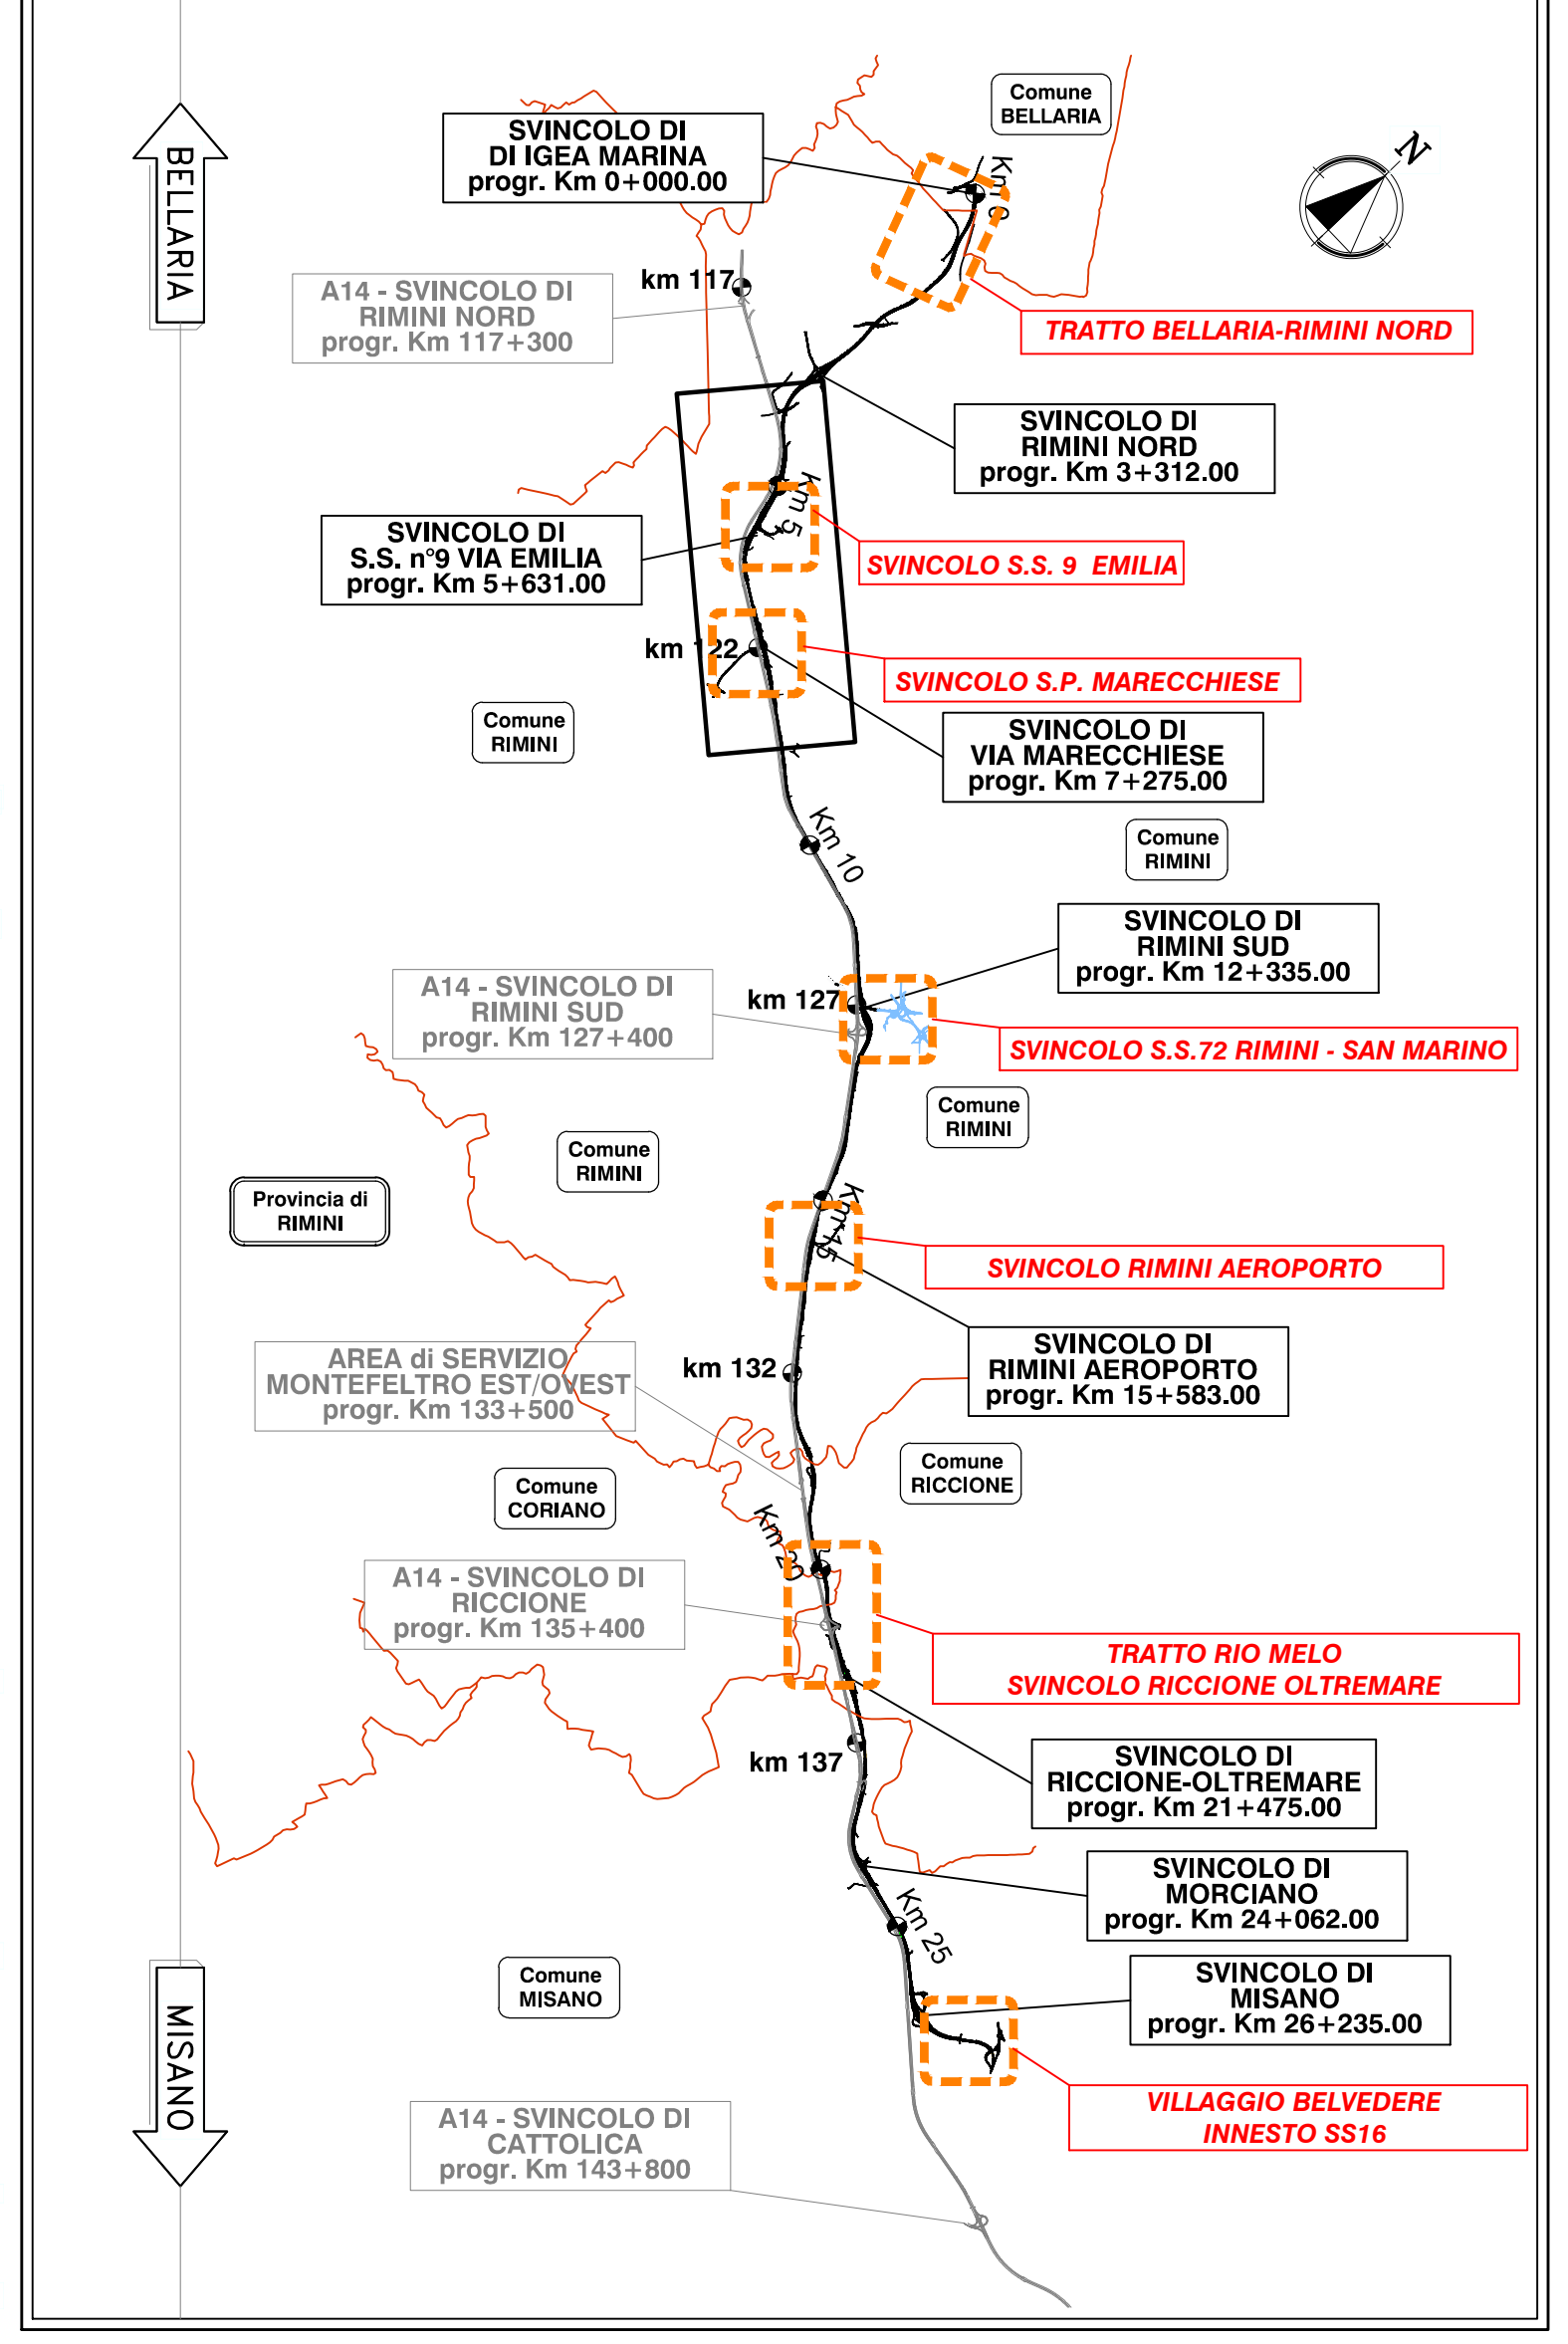 Comune
BELLARIA
SVINCOLO DI
DI IGEA MARINA
progr. Km 0+000.00
N
BELLARIA
Km 0
km 117
A14 - SVINCOLO DI
RIMINI NORD
progr. Km 117+300
TRATTO BELLARIA-RIMINI NORD
SVINCOLO DI
RIMINI NORD
progr. Km 3+312.00
Km 5
SVINCOLO DI
S.S. n°9 VIA EMILIA
progr. Km 5+631.00
SVINCOLO S.S. 9 EMILIA
km 122
SVINCOLO S.P. MARECCHIESE
Comune
RIMINI
SVINCOLO DI
VIA MARECCHIESE
progr. Km 7+275.00
Km 10
Comune
RIMINI
SVINCOLO DI
RIMINI SUD
progr. Km 12+335.00
A14 - SVINCOLO DI
RIMINI SUD
progr. Km 127+400
km 127
SVINCOLO S.S.72 RIMINI - SAN MARINO
Comune
RIMINI
Comune
RIMINI
Provincia di
RIMINI
Km 15
SVINCOLO RIMINI AEROPORTO
SVINCOLO DI
RIMINI AEROPORTO
progr. Km 15+583.00
AREA di SERVIZIO
MONTEFELTRO EST/OVEST
progr. Km 133+500
km 132
Comune
RICCIONE
Comune
CORIANO
Km 20
A14 - SVINCOLO DI
RICCIONE
progr. Km 135+400
TRATTO RIO MELO
SVINCOLO RICCIONE OLTREMARE
km 137
SVINCOLO DI
RICCIONE-OLTREMARE
progr. Km 21+475.00
SVINCOLO DI
MORCIANO
progr. Km 24+062.00
Km 25
Comune
MISANO
SVINCOLO DI
MISANO
progr. Km 26+235.00
MISANO
VILLAGGIO BELVEDERE
INNESTO SS16
A14 - SVINCOLO DI
CATTOLICA
progr. Km 143+800